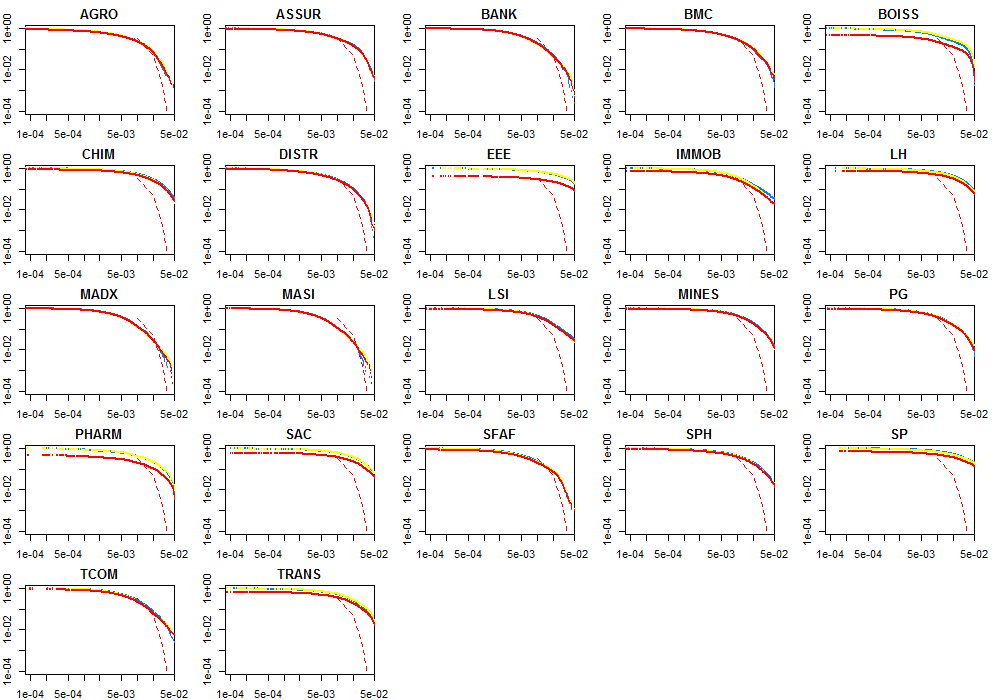 AGRO ASSUR BANK BMC BOISS
1e+00 1e+00 1e+00 1e+00 1e+00
1e-02 1e-02 1e-02 1e-02 1e-02
1e-04 1e-04 1e-04 1e-04 1e-04
1e-04 5e-04 5e-03 5e-02 1e-04 5e-04 5e-03 5e-02 1e-04 5e-04 5e-03 5e-02 1e-04 5e-04 5e-03 5e-02 1e-04 5e-04 5e-03 5e-02
CHIM DISTR EEE IMMOB LH
1e+00 1e+00 1e+00 1e+00 1e+00
1e-02 1e-02 1e-02 1e-02 1e-02
1e-04 1e-04 1e-04 1e-04 1e-04
1e-04 5e-04 5e-03 5e-02 1e-04 5e-04 5e-03 5e-02 1e-04 5e-04 5e-03 5e-02 1e-04 5e-04 5e-03 5e-02 1e-04 5e-04 5e-03 5e-02
MADX MASI LSI MINES PG
1e+00 1e+00 1e+00 1e+00 1e+00
1e-02 1e-02 1e-02 1e-02 1e-02
1e-04 1e-04 1e-04 1e-04 1e-04
1e-04 5e-04 5e-03 5e-02 1e-04 5e-04 5e-03 5e-02 1e-04 5e-04 5e-03 5e-02 1e-04 5e-04 5e-03 5e-02 1e-04 5e-04 5e-03 5e-02
PHARM SAC SFAF SPH SP
1e+00 1e+00 1e+00 1e+00 1e+00
1e-02 1e-02 1e-02 1e-02 1e-02
1e-04 1e-04 1e-04 1e-04 1e-04
1e-04 5e-04 5e-03 5e-02 1e-04 5e-04 5e-03 5e-02 1e-04 5e-04 5e-03 5e-02 1e-04 5e-04 5e-03 5e-02 1e-04 5e-04 5e-03 5e-02
TCOM TRANS
1e+00 1e+00
1e-02 1e-02
1e-04 1e-04
1e-04 5e-04 5e-03 5e-02 1e-04 5e-04 5e-03 5e-02